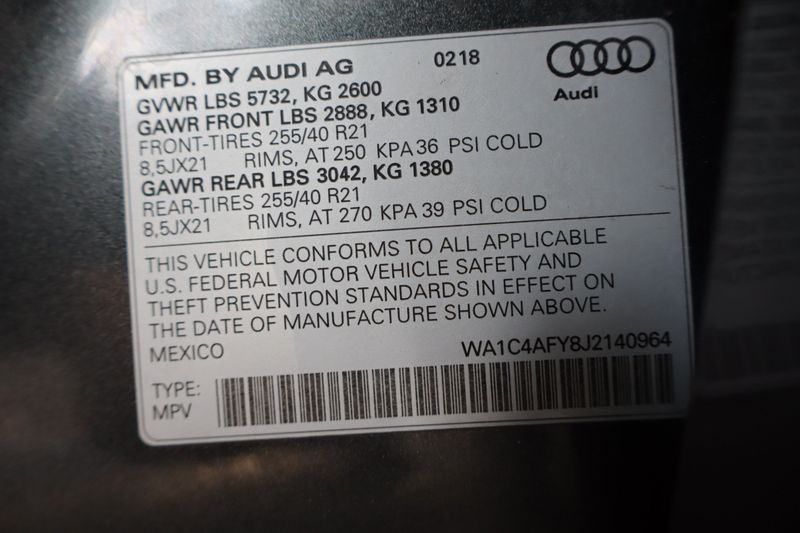 MFD. BY AUDI AG 0218
Audi
GVWR LBS 5732, KG 2600
GAWR FRONT LBS 2888, KG 1310
FRONT-TIRES 255/40 R21
8,5JX21 RIMS, AT 250 KPA 36 PSI COLD
GAWR REAR LBS 3042, KG 1380
REAR-TIRES 255/40 R21
8,5JX21 RIMS, AT 270 KPA 39 PSI COLD
THIS VEHICLE CONFORMS TO ALL APPLICABLE
U.S. FEDERAL MOTOR VEHICLE SAFETY AND
THEFT PREVENTION STANDARDS IN EFFECT ON
THE DATE OF MANUFACTURE SHOWN ABOVE.
MEXICO WA1C4AFY8J2140964
TYPE:
MPV